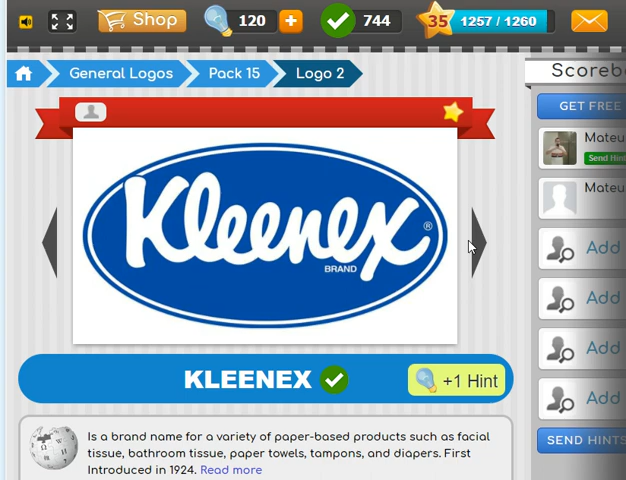 Shop
120
744
35
1257 / 1260
General Logos
Pack 15
Logo 2
Scoreb
GET FREE
Mateu
Send Hint
Mateu
Add
Add
Add
Add
SEND HINTS
Kleenex®
BRAND
KLEENEX
+1 Hint
Is a brand name for a variety of paper-based products such as facial
tissue, bathroom tissue, paper towels, tampons, and diapers. First
Introduced in 1924. Read more